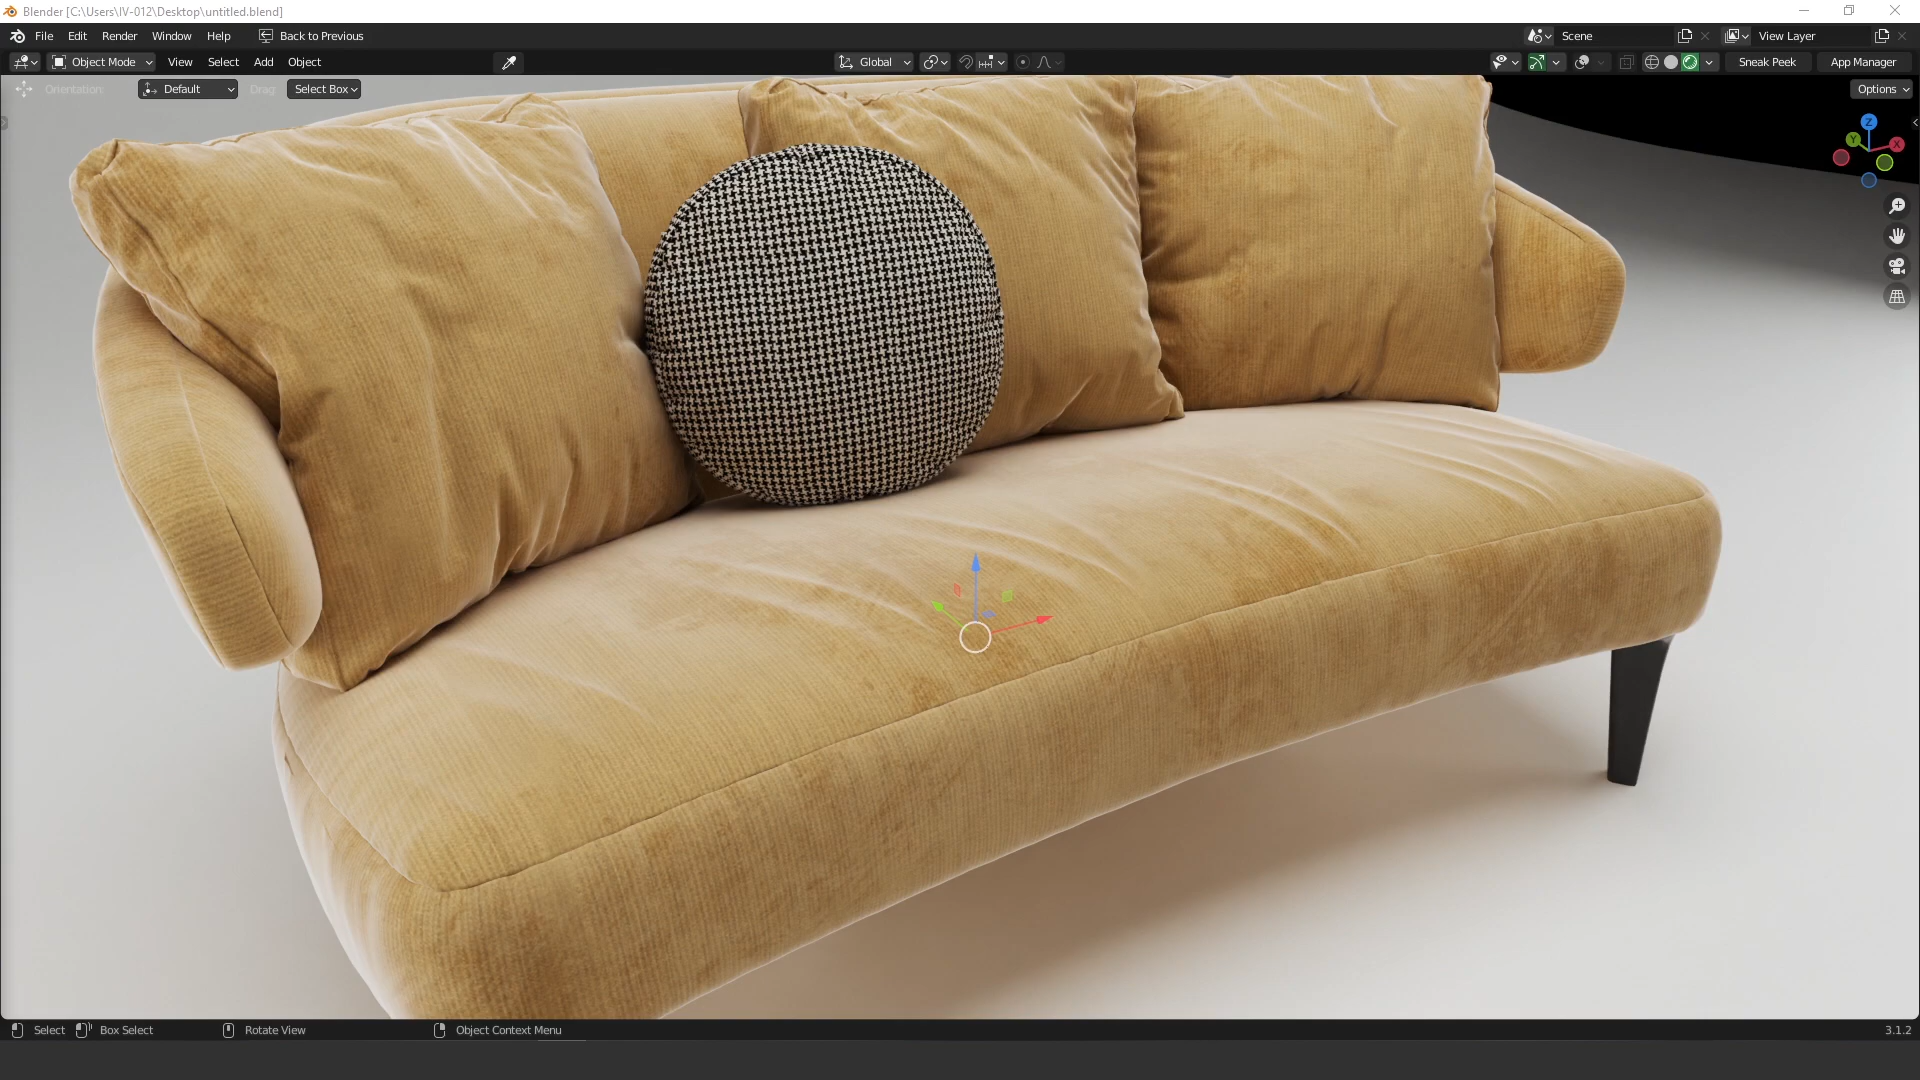 Blender [C:\Users\IV-012\Desktop\untitled.blend]
File Edit Render Window Help Back to Previous Scene View Layer
Object Mode View Select Add Object Global Sneak Peek App Manager
Orientation: Default Drag: Select Box Options
Z
Y X
Select Box Select Rotate View Object Context Menu 3.1.2